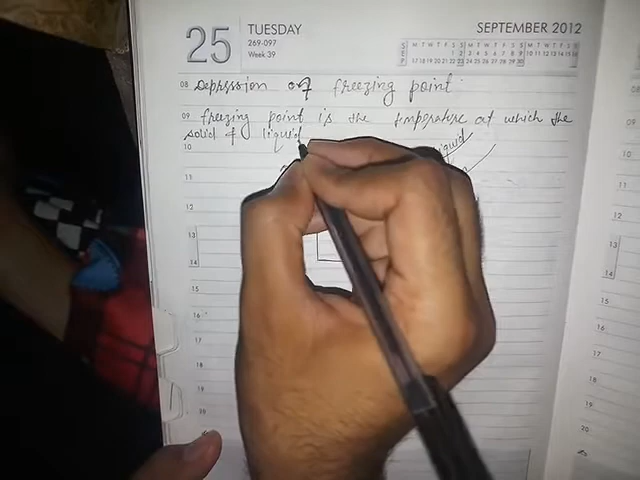 25
TUESDAY
269-097
Week 39
SEPTEMBER 2012
08 Depression of freezing point
09 freezing point is the temperature at which the
solid & liquid
10
liquid
11
12
13
14
15
16
17
18
19
20